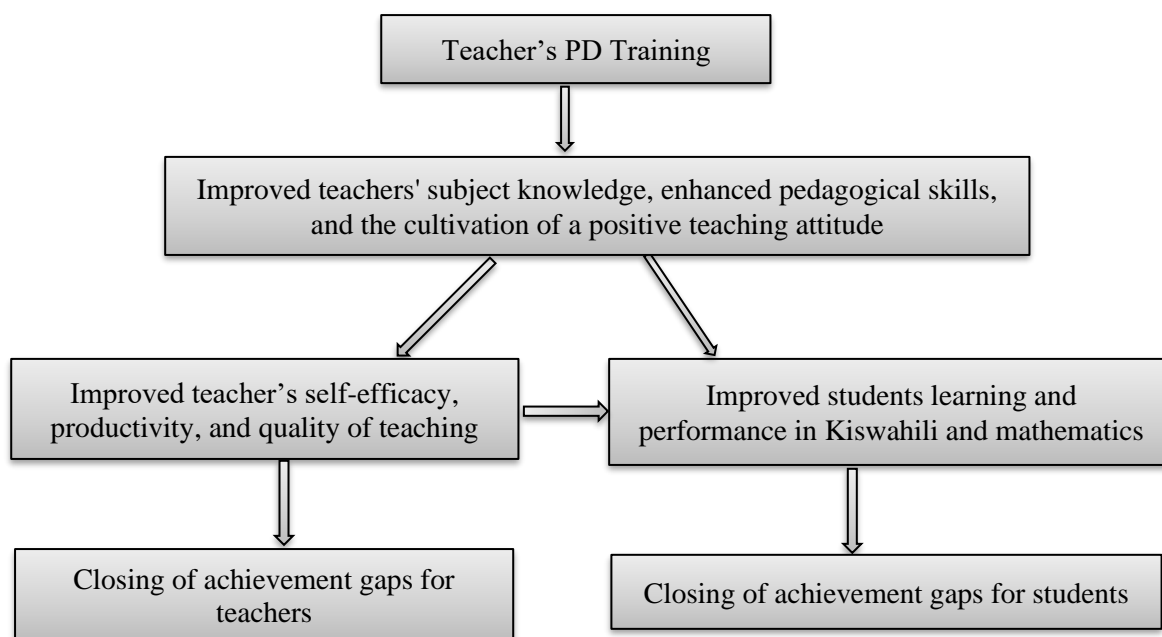 Teacher’s PD Training
Improved teachers' subject knowledge, enhanced pedagogical skills,
and the cultivation of a positive teaching attitude
Improved teacher’s self-efficacy,
productivity, and quality of teaching
Improved students learning and
performance in Kiswahili and mathematics
Closing of achievement gaps for
teachers
Closing of achievement gaps for students